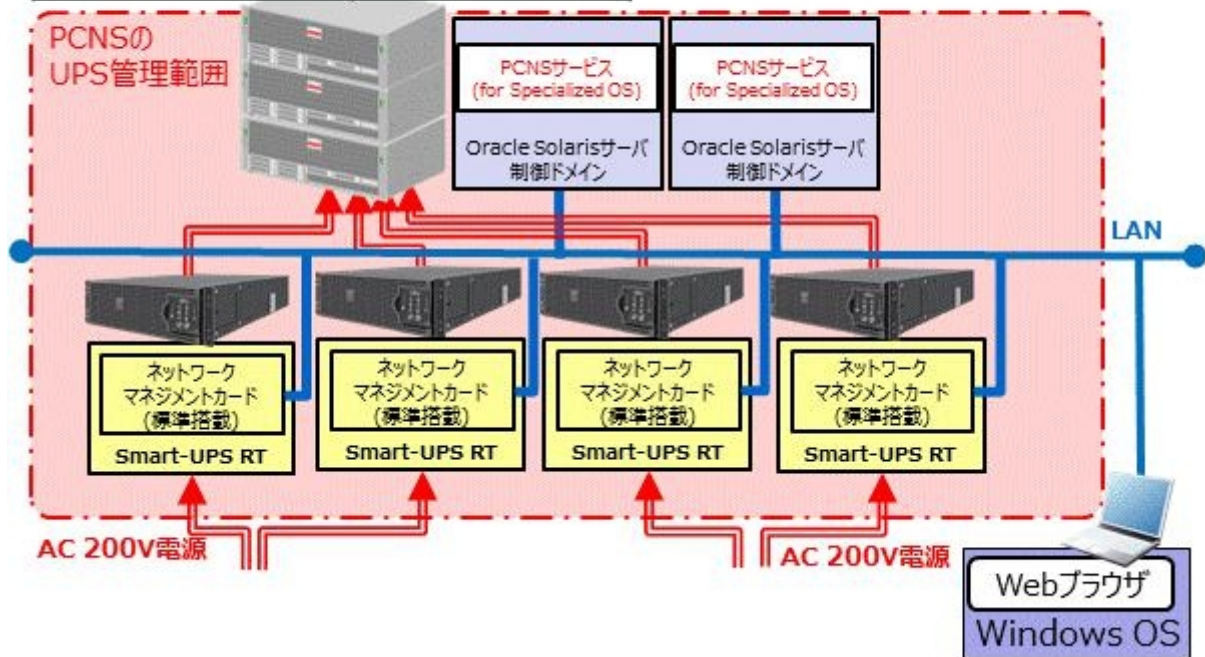 PCNSの
UPS管理範囲
PCNSサービス
(for Specialized OS)
Oracle Solarisサーバ
制御ドメイン
PCNSサービス
(for Specialized OS)
Oracle Solarisサーバ
制御ドメイン
LAN
ネットワーク
マネジメントカード
(標準搭載)
Smart-UPS RT
ネットワーク
マネジメントカード
(標準搭載)
Smart-UPS RT
ネットワーク
マネジメントカード
(標準搭載)
Smart-UPS RT
ネットワーク
マネジメントカード
(標準搭載)
Smart-UPS RT
AC 200V電源
AC 200V電源
Webブラウザ
Windows OS